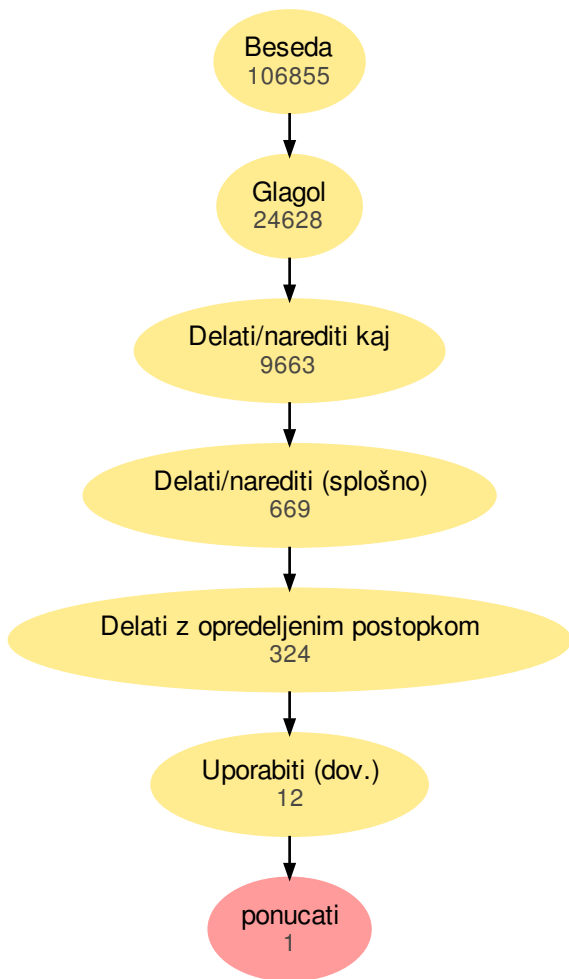 Beseda
106855
Glagol
24628
Delati/narediti kaj
9663
Delati/narediti (splošno)
669
Delati z opredeljenim postopkom
324
Uporabiti (dov.)
12
ponucati
1